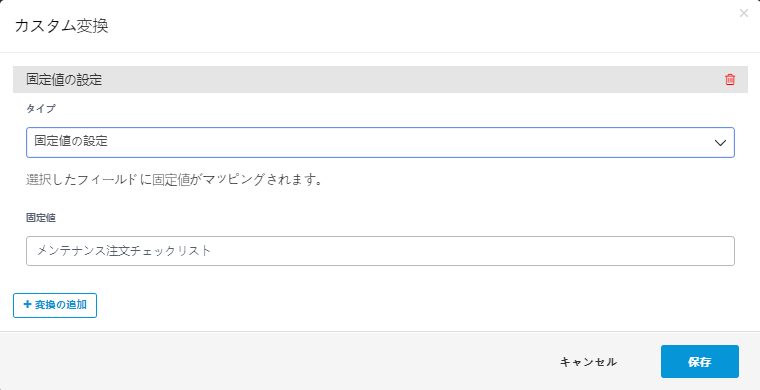 カスタム変換
×
固定値の設定
タイプ
固定値の設定
選択したフィールドに固定値がマッピングされます。
固定値
メンテナンス注文チェックリスト
+ 変換の追加
キャンセル
保存